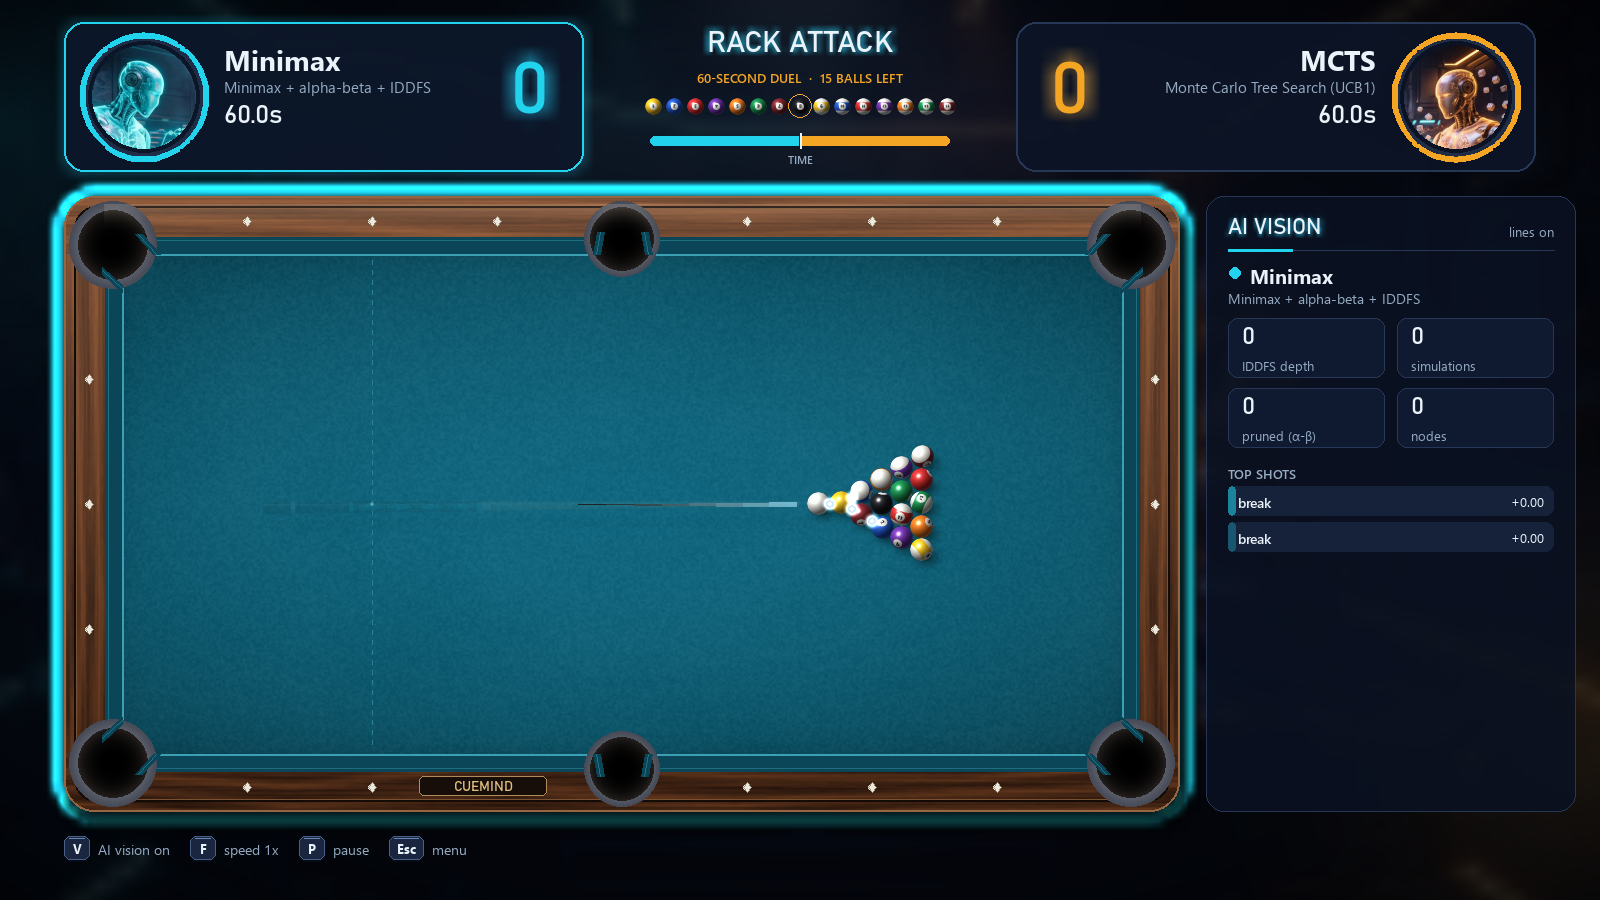 Minimax
Minimax + alpha-beta + IDDFS
60.0s
0
RACK ATTACK
60-SECOND DUEL · 15 BALLS LEFT
TIME
0
MCTS
Monte Carlo Tree Search (UCB1)
60.0s
AI VISION
lines on
Minimax
Minimax + alpha-beta + IDDFS
0
IDDFS depth
0
simulations
0
pruned (α-β)
0
nodes
TOP SHOTS
break +0.00
break +0.00
CUEMIND
V AI vision on F speed 1x P pause Esc menu